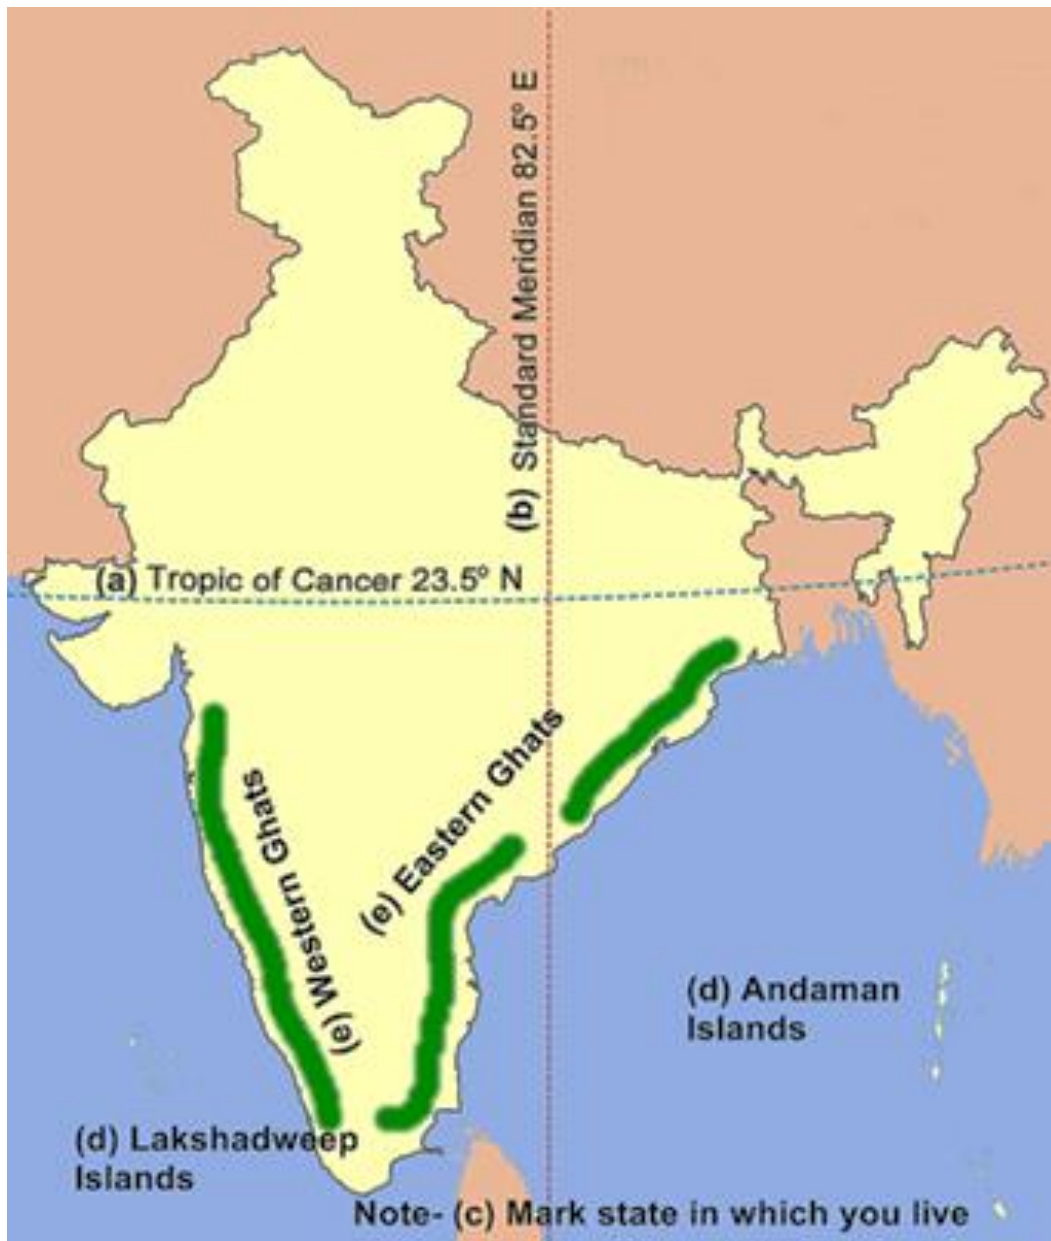 (b) Standard Meridian 82.5° E
(a) Tropic of Cancer 23.5° N
(e) Western Ghats
(e) Eastern Ghats
(d) Andaman
Islands
(d) Lakshadweep
Islands
Note- (c) Mark state in which you live